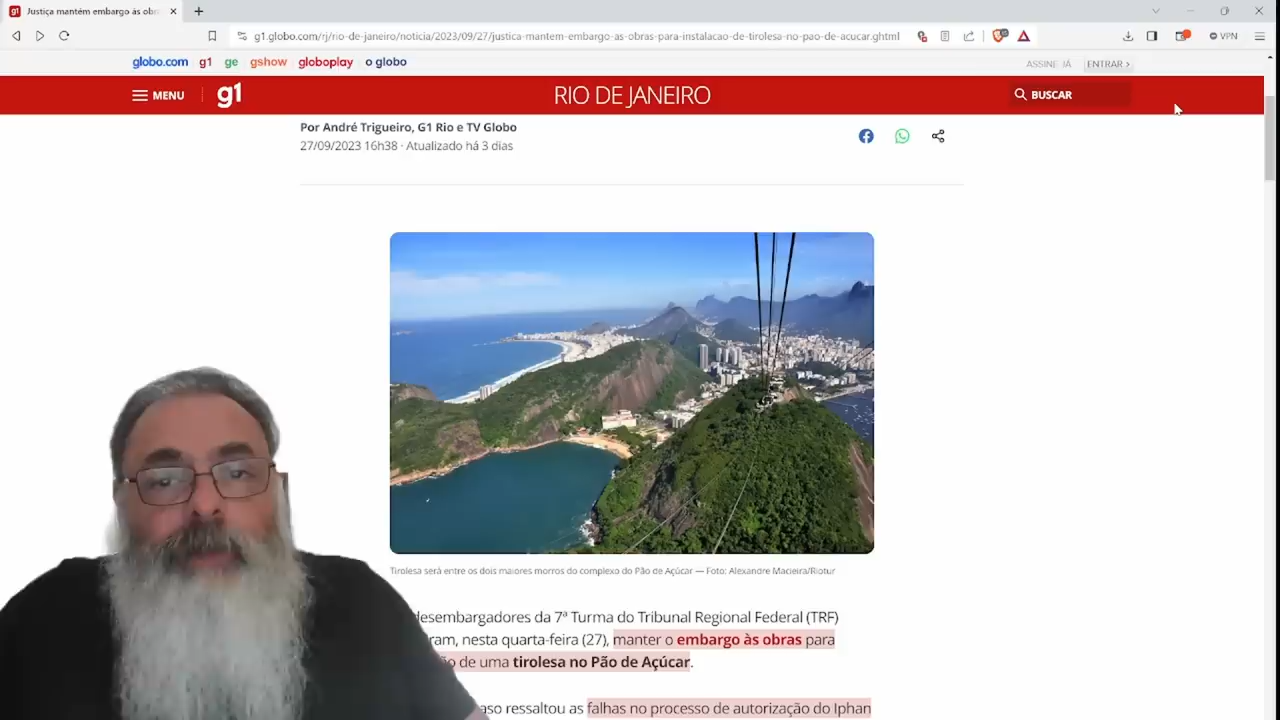 g1 Justiça mantém embargo às obr
g1.globo.com/rj/rio-de-janeiro/noticia/2023/09/27/justica-mantem-embargo-as-obras-para-instalacao-de-tirolesa-no-pao-de-acucar.ghtml
VPN
globo.com g1 ge gshow globoplay o globo
ASSINE JÁ ENTRAR ›
MENU g1 RIO DE JANEIRO BUSCAR
Por André Trigueiro, G1 Rio e TV Globo
27/09/2023 16h38 · Atualizado há 3 dias
Tirolesa será entre os dois maiores morros do complexo do Pão de Açúcar — Foto: Alexandre Macieira/Riotur
desembargadores da 7ª Turma do Tribunal Regional Federal (TRF)
ram, nesta quarta-feira (27), manter o embargo às obras para
o de uma tirolesa no Pão de Açúcar.
aso ressaltou as falhas no processo de autorização do Iphan